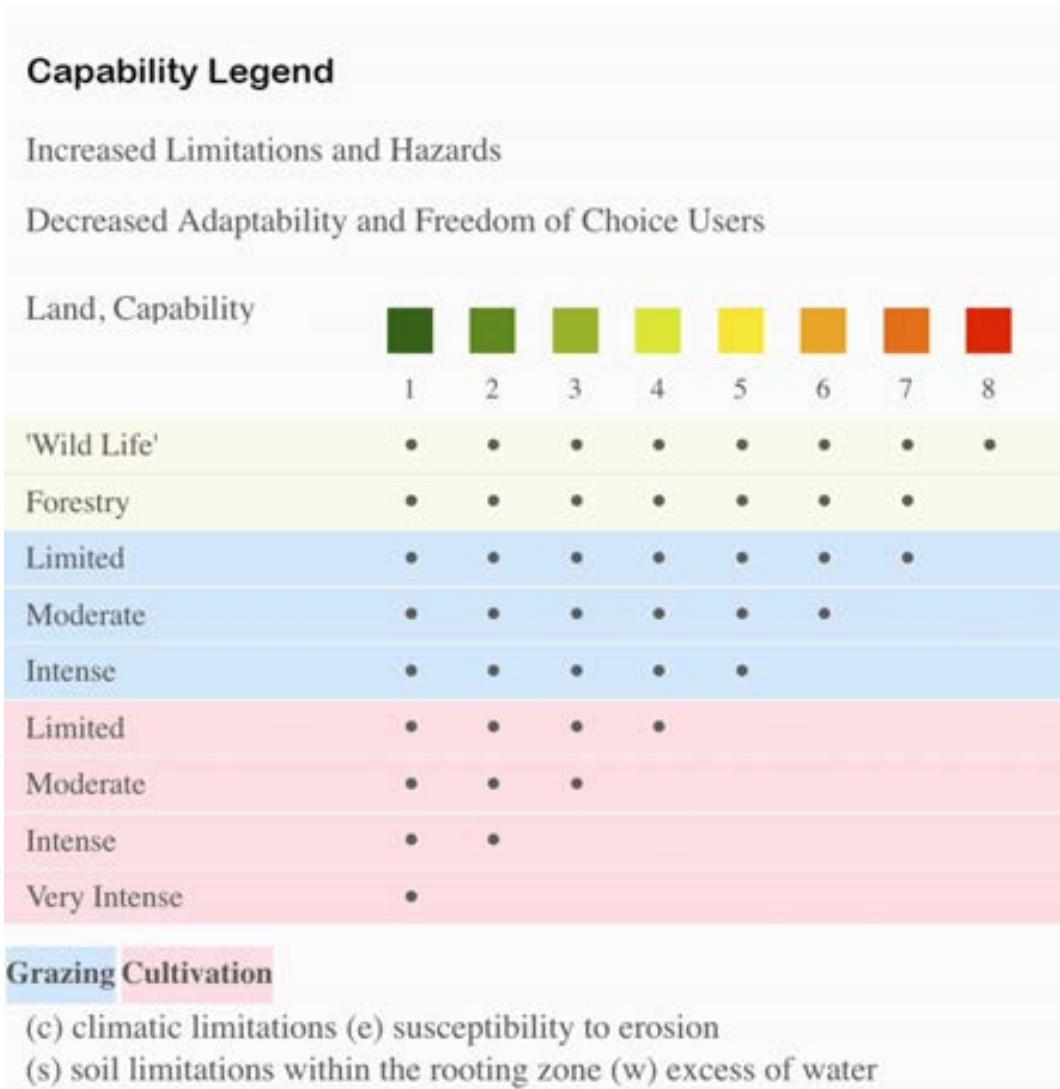 Capability Legend
Increased Limitations and Hazards
Decreased Adaptability and Freedom of Choice Users
Land, Capability
1 2 3 4 5 6 7 8
'Wild Life'
Forestry
Limited
Moderate
Intense
Limited
Moderate
Intense
Very Intense
Grazing Cultivation
(c) climatic limitations (e) susceptibility to erosion
(s) soil limitations within the rooting zone (w) excess of water